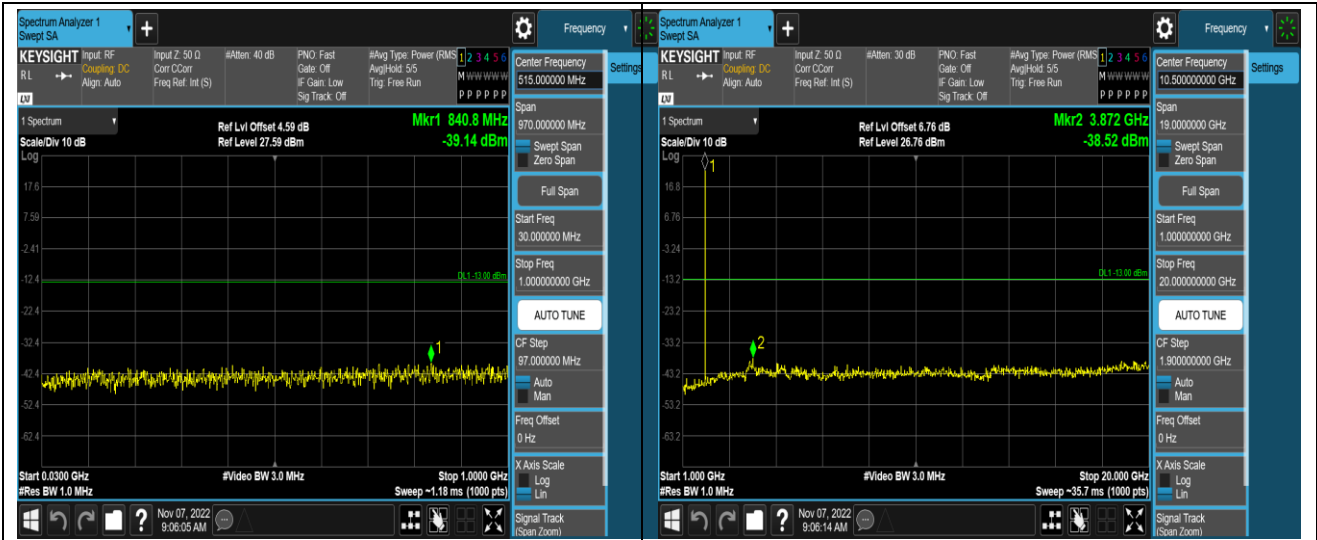 Spectrum Analyzer 1
Swept SA
+
Frequency
KEYSIGHT
RL
LXI
Input: RF
Coupling: DC
Align: Auto
Input Z: 50 Ω
Corr CCorr
Freq Ref: Int (S)
#Atten: 40 dB
PNO: Fast
Gate: Off
IF Gain: Low
Sig Track: Off
#Avg Type: Power (RMS
Avg|Hold: 5/5
Trig: Free Run
1 2 3 4 5 6
M W W W W W
P P P P P P
1 Spectrum
Scale/Div 10 dB
Log
Ref Lvl Offset 4.59 dB
Ref Level 27.59 dBm
Mkr1 840.8 MHz
-39.14 dBm
17.6
7.59
-2.41
-12.4
-22.4
-32.4
-42.4
-52.4
-62.4
DL1 -13.00 dBm
1
Start 0.0300 GHz
#Res BW 1.0 MHz
#Video BW 3.0 MHz
Stop 1.0000 GHz
Sweep ~1.18 ms (1000 pts)
Center Frequency
515.000000 MHz
Settings
Span
970.000000 MHz
Swept Span
Zero Span
Full Span
Start Freq
30.000000 MHz
Stop Freq
1.000000000 GHz
AUTO TUNE
CF Step
97.000000 MHz
Auto
Man
Freq Offset
0 Hz
X Axis Scale
Log
Lin
Signal Track
(Span Zoom)
?
Nov 07, 2022
9:06:05 AM
Spectrum Analyzer 1
Swept SA
+
Frequency
KEYSIGHT
RL
LXI
Input: RF
Coupling: DC
Align: Auto
Input Z: 50 Ω
Corr CCorr
Freq Ref: Int (S)
#Atten: 30 dB
PNO: Fast
Gate: Off
IF Gain: Low
Sig Track: Off
#Avg Type: Power (RMS
Avg|Hold: 5/5
Trig: Free Run
1 2 3 4 5 6
M W W W W W
P P P P P P
1 Spectrum
Scale/Div 10 dB
Log
Ref Lvl Offset 6.76 dB
Ref Level 26.76 dBm
Mkr2 3.872 GHz
-38.52 dBm
16.8
6.76
-3.24
-13.2
-23.2
-33.2
-43.2
-53.2
-63.2
DL1 -13.00 dBm
1
2
Start 1.000 GHz
#Res BW 1.0 MHz
#Video BW 3.0 MHz
Stop 20.000 GHz
Sweep ~35.7 ms (1000 pts)
Center Frequency
10.500000000 GHz
Settings
Span
19.0000000 GHz
Swept Span
Zero Span
Full Span
Start Freq
1.000000000 GHz
Stop Freq
20.000000000 GHz
AUTO TUNE
CF Step
1.900000000 GHz
Auto
Man
Freq Offset
0 Hz
X Axis Scale
Log
Lin
Signal Track
(Span Zoom)
?
Nov 07, 2022
9:06:14 AM